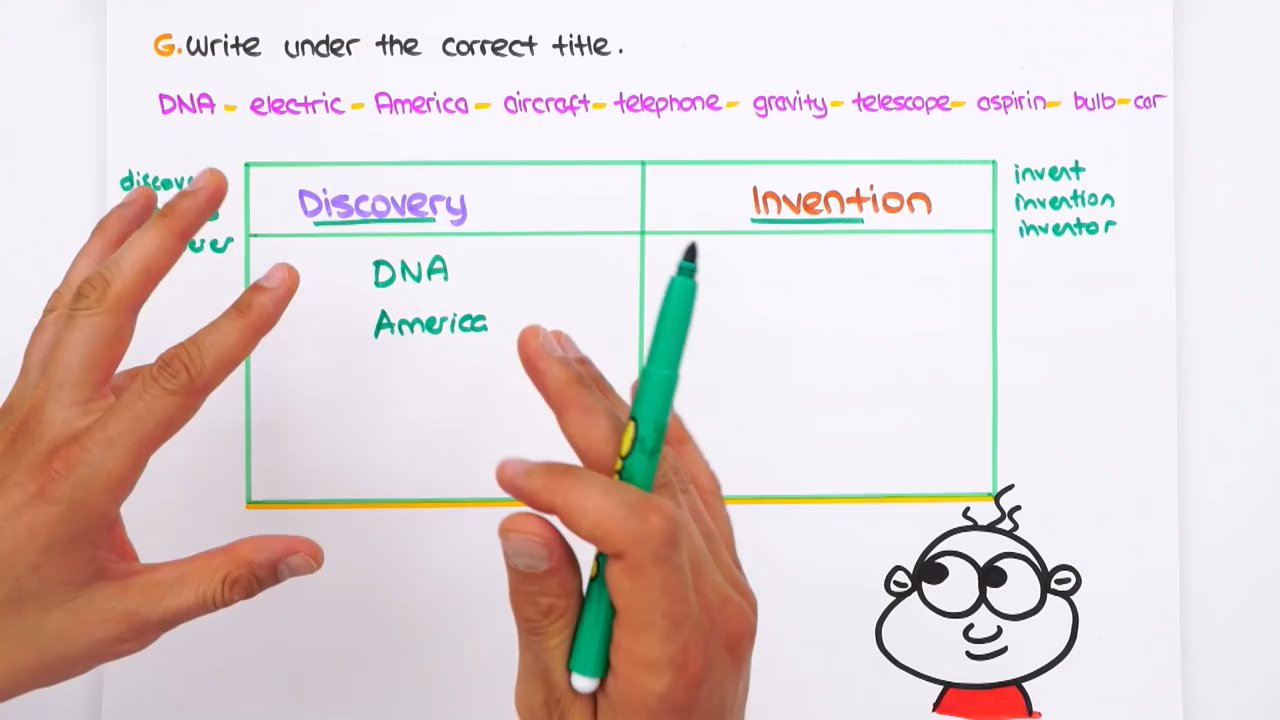 G. Write under the correct title.
DNA - electric - America - aircraft - telephone - gravity - telescope - aspirin - bulb - car
Discovery
Invention
invent
invention
inventor
DNA
America